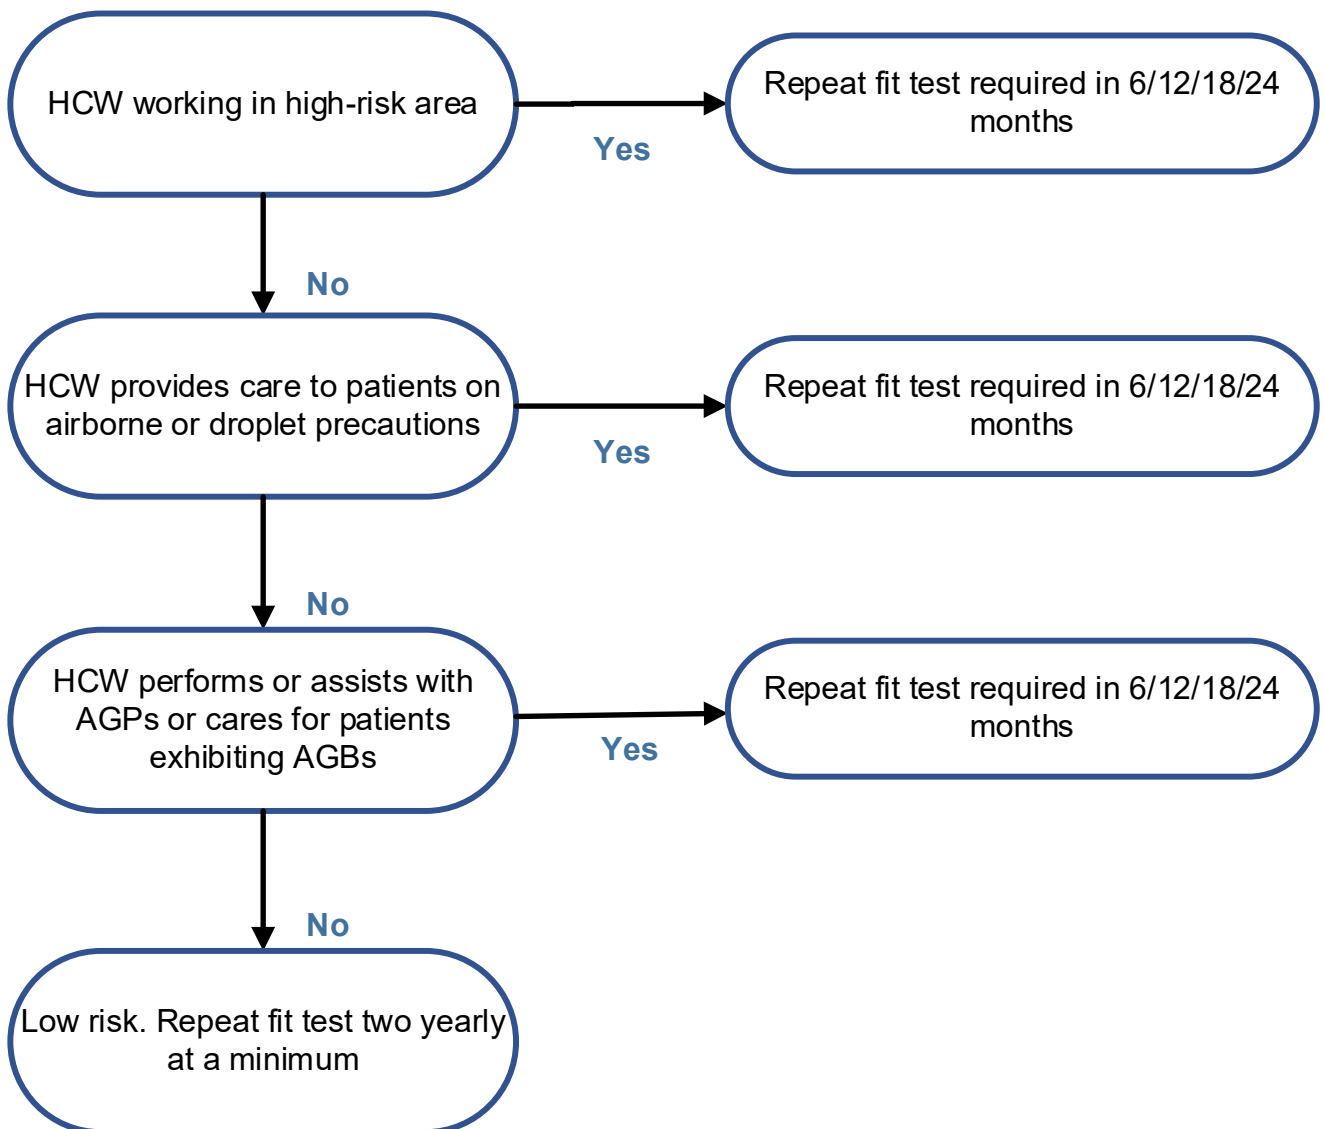 HCW working in high-risk area
Yes
Repeat fit test required in 6/12/18/24
months
No
HCW provides care to patients on
airborne or droplet precautions
Yes
Repeat fit test required in 6/12/18/24
months
No
HCW performs or assists with
AGPs or cares for patients
exhibiting AGBs
Yes
Repeat fit test required in 6/12/18/24
months
No
Low risk. Repeat fit test two yearly
at a minimum